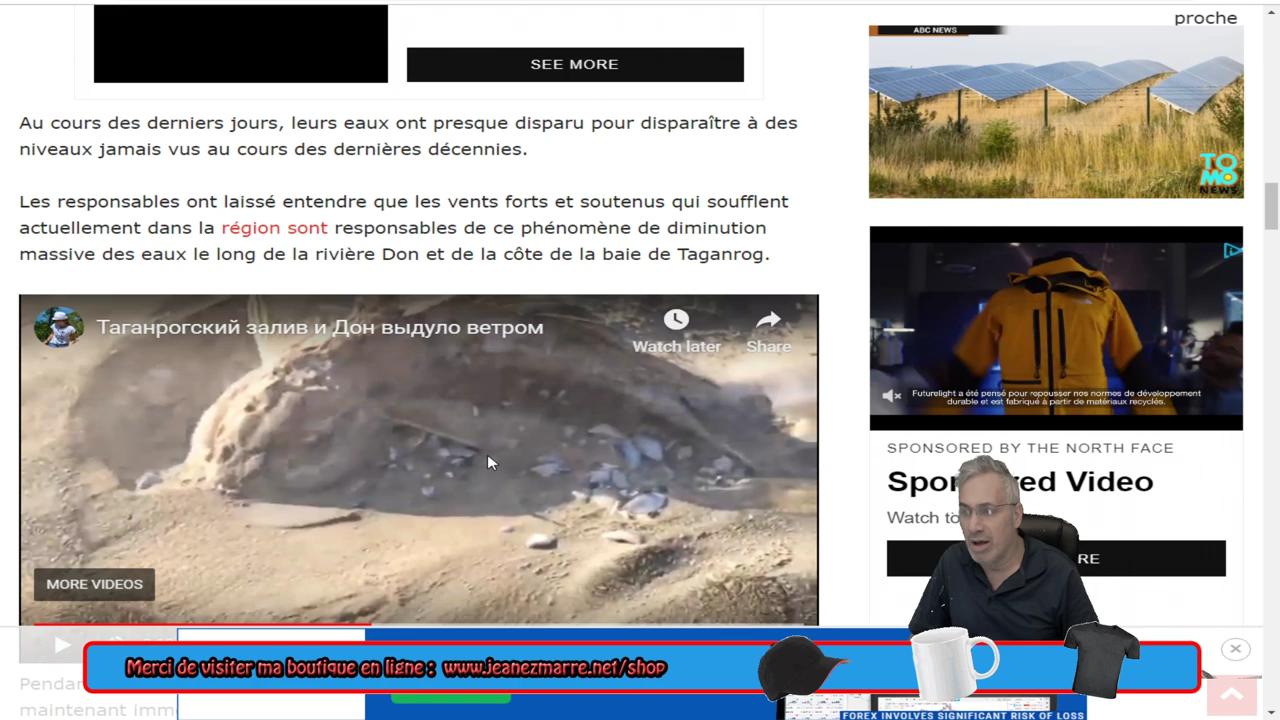 proche
ABC NEWS
TO
MO
NEWS
SEE MORE
Au cours des derniers jours, leurs eaux ont presque disparu pour disparaître à des
niveaux jamais vus au cours des dernières décennies.
Les responsables ont laissé entendre que les vents forts et soutenus qui soufflent
actuellement dans la région sont responsables de ce phénomène de diminution
massive des eaux le long de la rivière Don et de la côte de la baie de Taganrog.
Таганрогский залив и Дон выдуло ветром
Watch later
Share
MORE VIDEOS
Futurelight a été pensé pour repousser nos normes de développement
durable et est fabriqué à partir de matériaux recyclés.
SPONSORED BY THE NORTH FACE
Video
Watch
RE
Merci de visiter ma boutique en ligne : www.jeanezmarre.net/shop
maintenant
FOREX INVOLVES SIGNIFICANT RISK OF LOSS